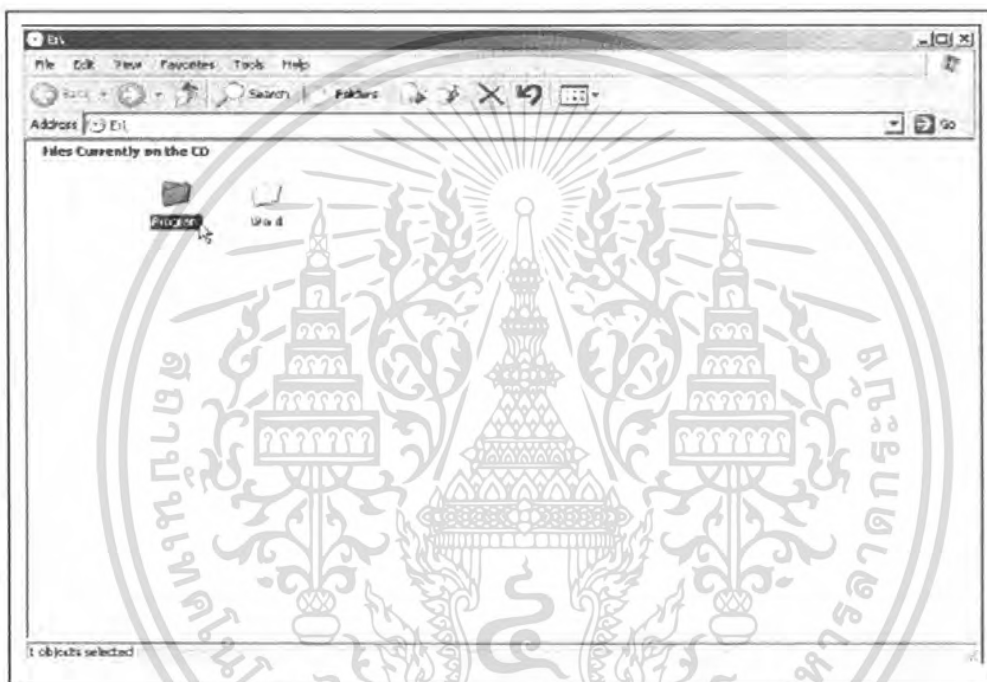 E:\
File Edit View Favorites Tools Help
Back Search Folders
Address E:\ Go
Files Currently on the CD
Program Word
1 objects selected